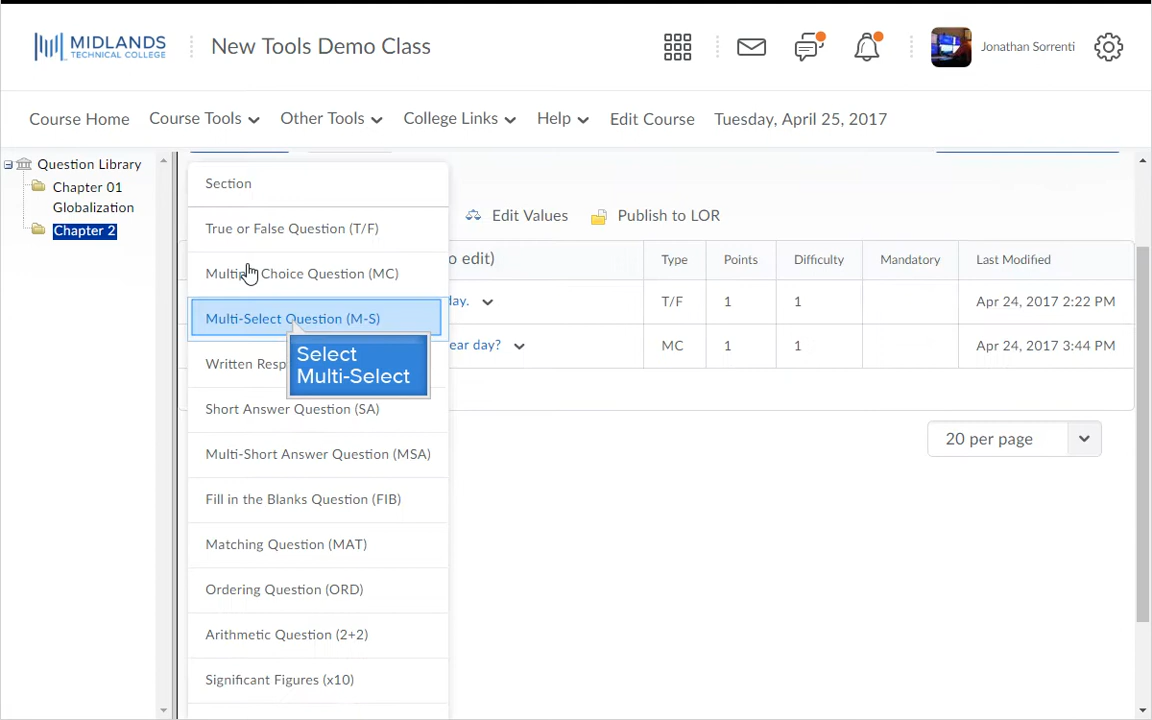 MIDLANDS
TECHNICAL COLLEGE
New Tools Demo Class
Jonathan Sorrenti
Course Home Course Tools Other Tools College Links Help Edit Course Tuesday, April 25, 2017
Question Library
Chapter 01
Globalization
Chapter 2
Section
True or False Question (T/F)
Choice Question (MC)
Multi-Select Question (M-S)
Select
Multi-Select
Written
Short Answer Question (SA)
Multi-Short Answer Question (MSA)
Fill in the Blanks Question (FIB)
Matching Question (MAT)
Ordering Question (ORD)
Arithmetic Question (2+2)
Significant Figures (x10)
Edit Values Publish to LOR
to edit) Type Points Difficulty Mandatory Last Modified
day. T/F 1 1 Apr 24, 2017 2:22 PM
ear day? MC 1 1 Apr 24, 2017 3:44 PM
20 per page